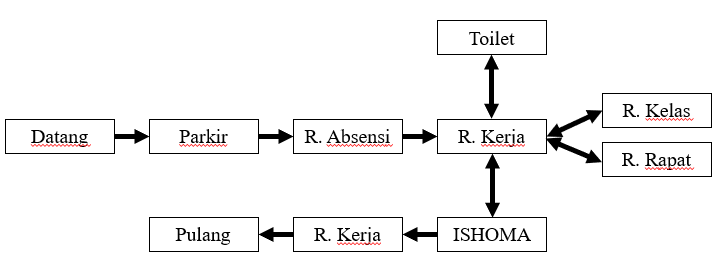 Toilet
Datang
Parkir
R. Absensi
R. Kerja
R. Kelas
R. Rapat
Pulang
R. Kerja
ISHOMA